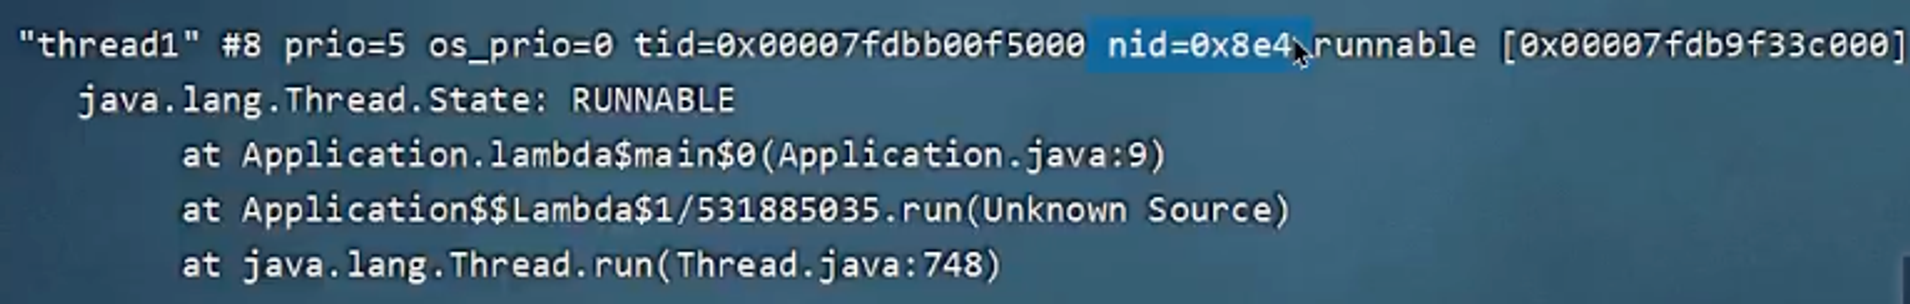 "thread1" #8 prio=5 os_prio=0 tid=0x00007fdbb00f5000 nid=0x8e4 runnable [0x00007fdb9f33c000]
java.lang.Thread.State: RUNNABLE
at Application.lambda$main$0(Application.java:9)
at Application$$Lambda$1/531885035.run(Unknown Source)
at java.lang.Thread.run(Thread.java:748)